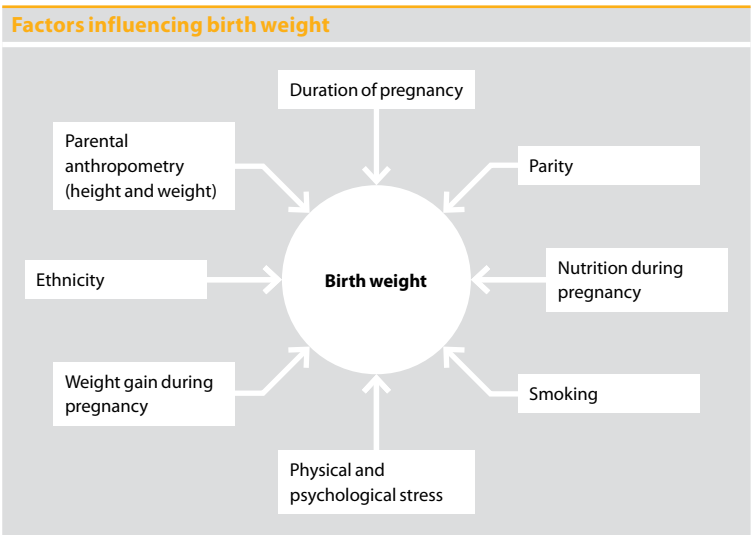 Factors influencing birth weight
Duration of pregnancy
Parental
anthropometry
(height and weight)
Parity
Ethnicity
Birth weight
Nutrition during
pregnancy
Weight gain during
pregnancy
Smoking
Physical and
psychological stress